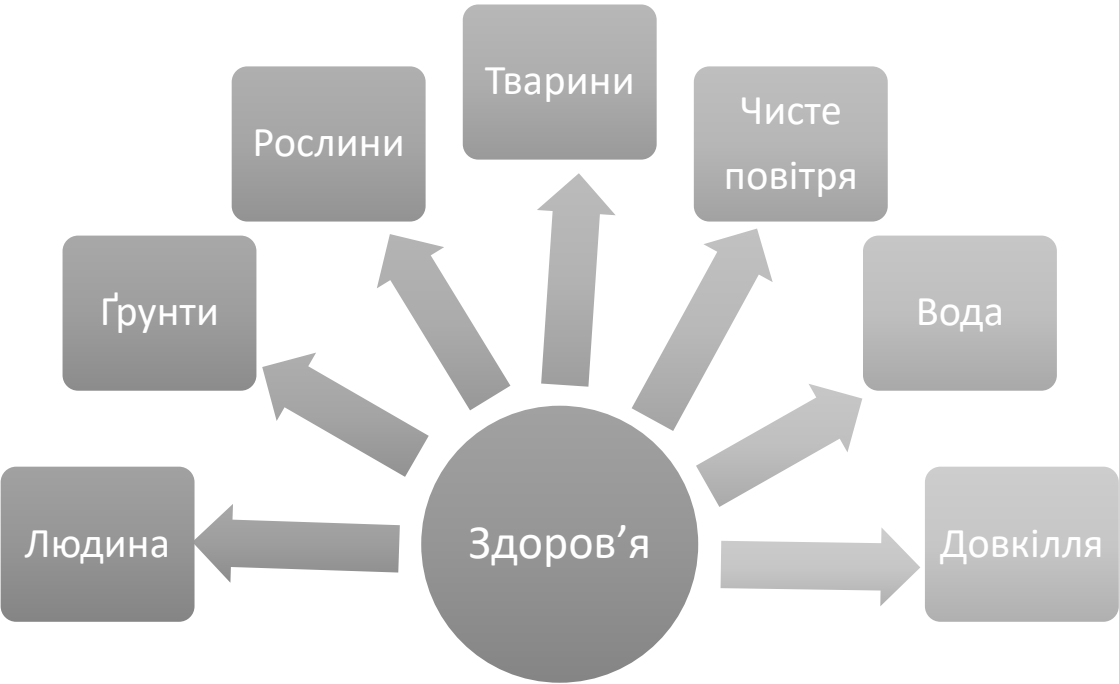 Тварини
Рослини
Чисте
повітря
Ґрунти
Вода
Людина
Здоров’я
Довкілля